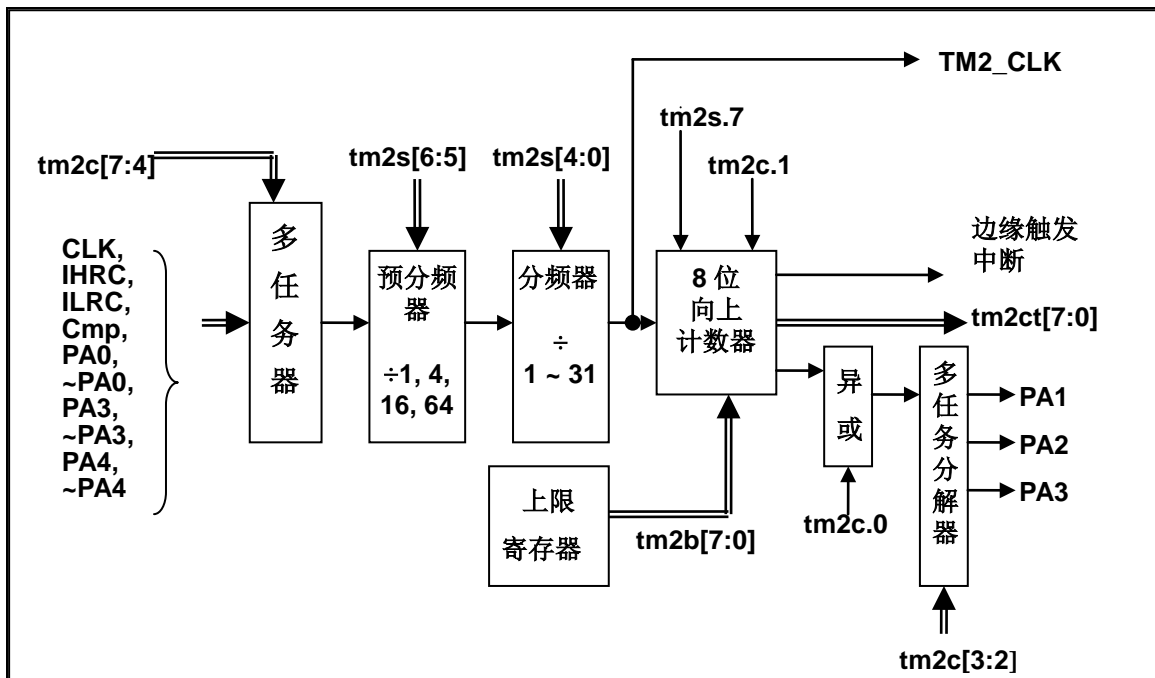 TM2_CLK
tm2s.7
tm2c[7:4]
tm2s[6:5]
tm2s[4:0]
tm2c.1
CLK,
IHRC,
ILRC,
Cmp,
PA0,
~PA0,
PA3,
~PA3,
PA4,
~PA4
多
任
务
器
预分频
器
÷1, 4,
16, 64
分频器
÷
1 ~ 31
8 位
向上
计数器
边缘触发
中断
tm2ct[7:0]
异
或
多
任
务
分
解
器
PA1
PA2
PA3
上限
寄存器
tm2b[7:0]
tm2c.0
tm2c[3:2]